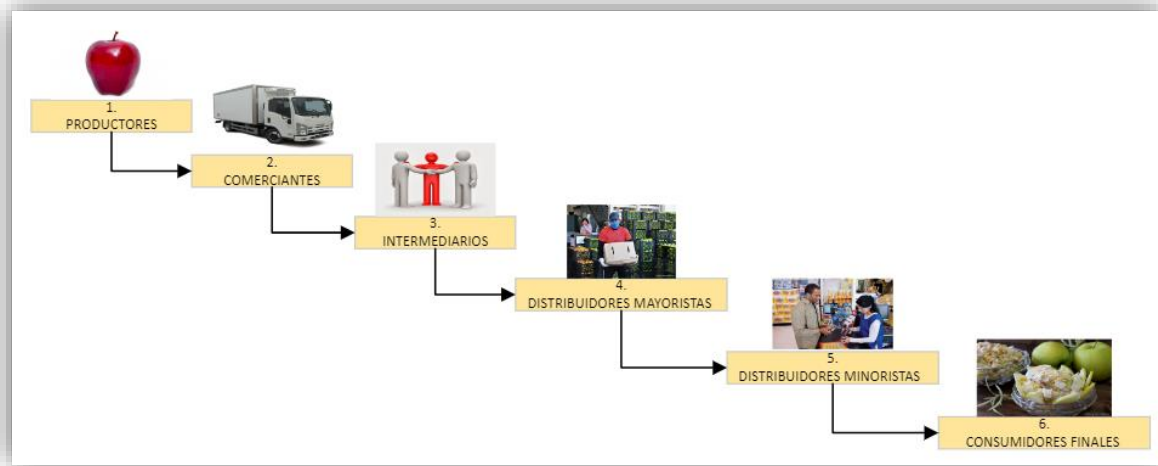 1.
PRODUCTORES
2.
COMERCIANTES
3.
INTERMEDIARIOS
4.
DISTRIBUIDORES MAYORISTAS
5.
DISTRIBUIDORES MINORISTAS
6.
CONSUMIDORES FINALES